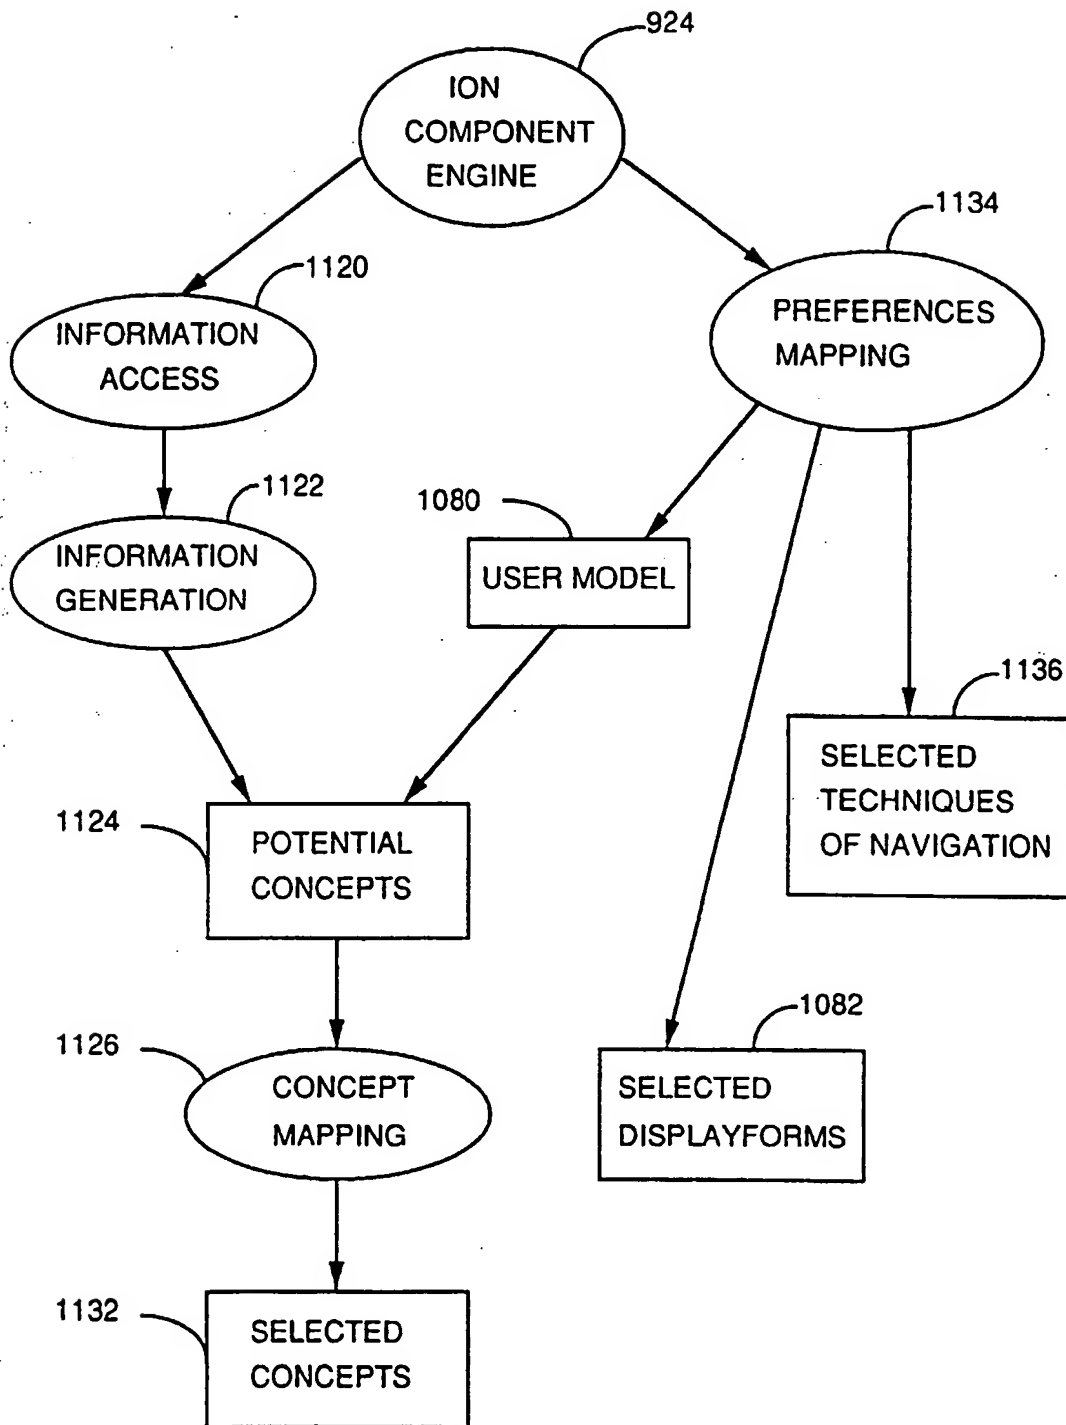 924
ION
COMPONENT
ENGINE
1134
PREFERENCES
MAPPING
1120
INFORMATION
ACCESS
1122
INFORMATION
GENERATION
1080
USER MODEL
1136
SELECTED
TECHNIQUES
OF NAVIGATION
1124
POTENTIAL
CONCEPTS
1082
SELECTED
DISPLAYFORMS
1126
CONCEPT
MAPPING
1132
SELECTED
CONCEPTS